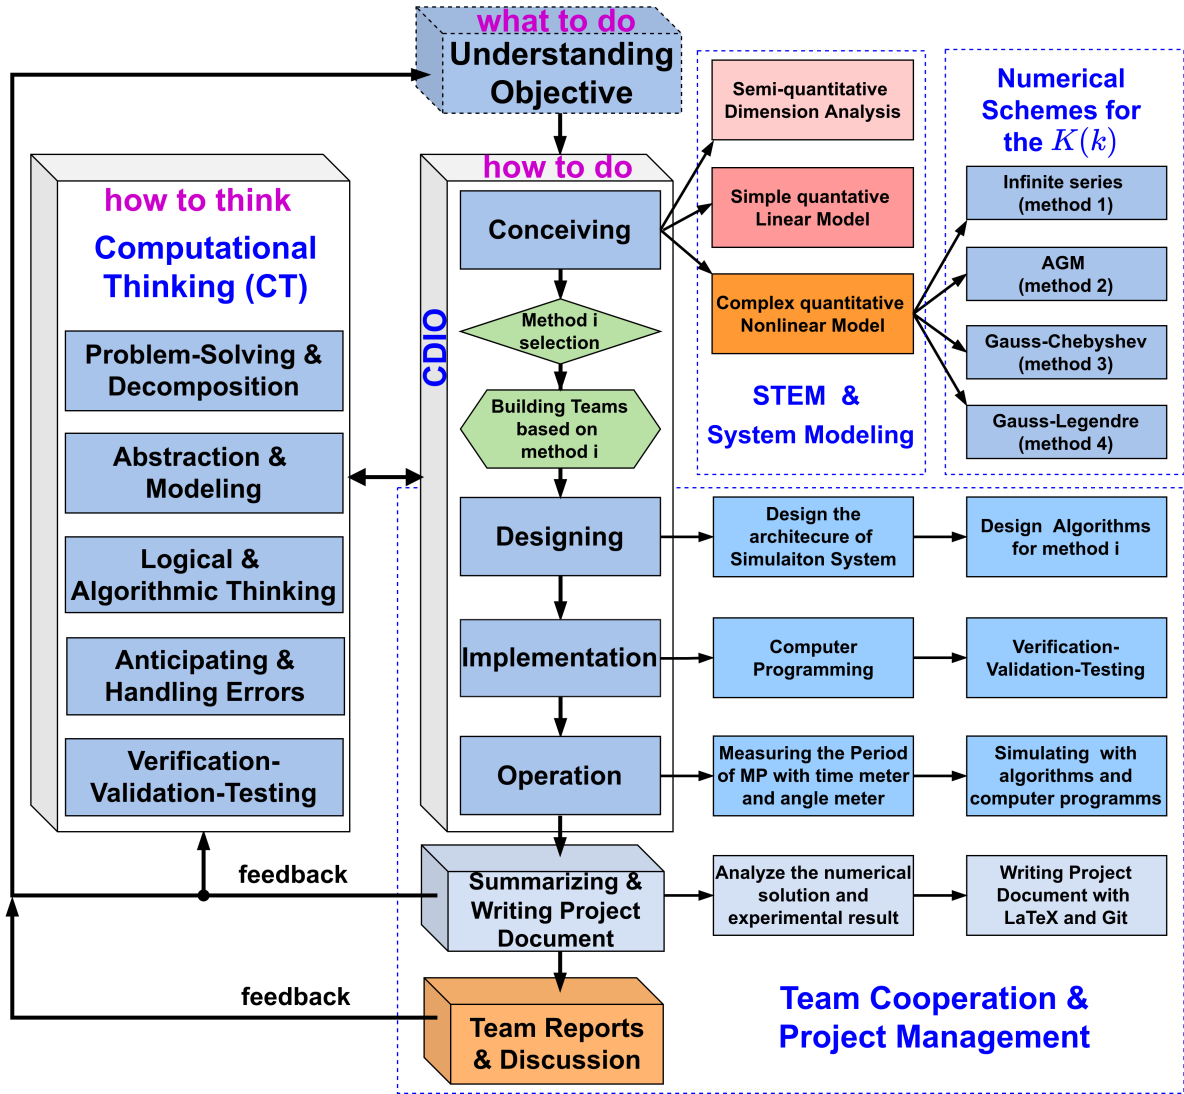 what to do
Understanding
Objective
how to think
Computational
Thinking (CT)
Problem-Solving &
Decomposition
Abstraction &
Modeling
Logical &
Algorithmic Thinking
Anticipating &
Handling Errors
Verification-
Validation-Testing
how to do
CDIO
Conceiving
Method i
selection
Building Teams
based on
method i
Designing
Implementation
Operation
Summarizing &
Writing Project
Document
Team Reports
& Discussion
feedback
feedback
Semi-quantitative
Dimension Analysis
Simple quantative
Linear Model
Complex quantitative
Nonlinear Model
STEM &
System Modeling
Numerical
Schemes for
the K(k)
Infinite series
(method 1)
AGM
(method 2)
Gauss-Chebyshev
(method 3)
Gauss-Legendre
(method 4)
Design the
architecure of
Simulaiton System
Design Algorithms
for method i
Computer
Programming
Verification-
Validation-Testing
Measuring the Period
of MP with time meter
and angle meter
Simulating with
algorithms and
computer programms
Analyze the numerical
solution and
experimental result
Writing Project
Document with
LaTeX and Git
Team Cooperation &
Project Management